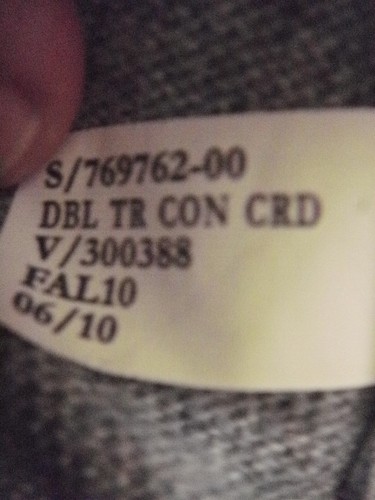 S/769762-00
DBL TR CON CRD
V/300388
FAL10
06/10